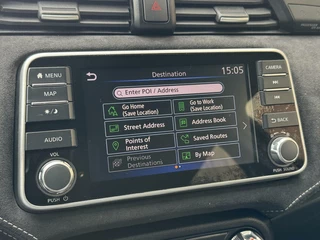 MENU
MAP
AUDIO
VOL
PUSH
Destination
15:05
Enter POI / Address
Go Home
(Save Location)
Go to Work
(Save Location)
Street Address
Address Book
Points of
Interest
Saved Routes
Previous
Destinations
By Map
CAMERA
BACK
PUSH